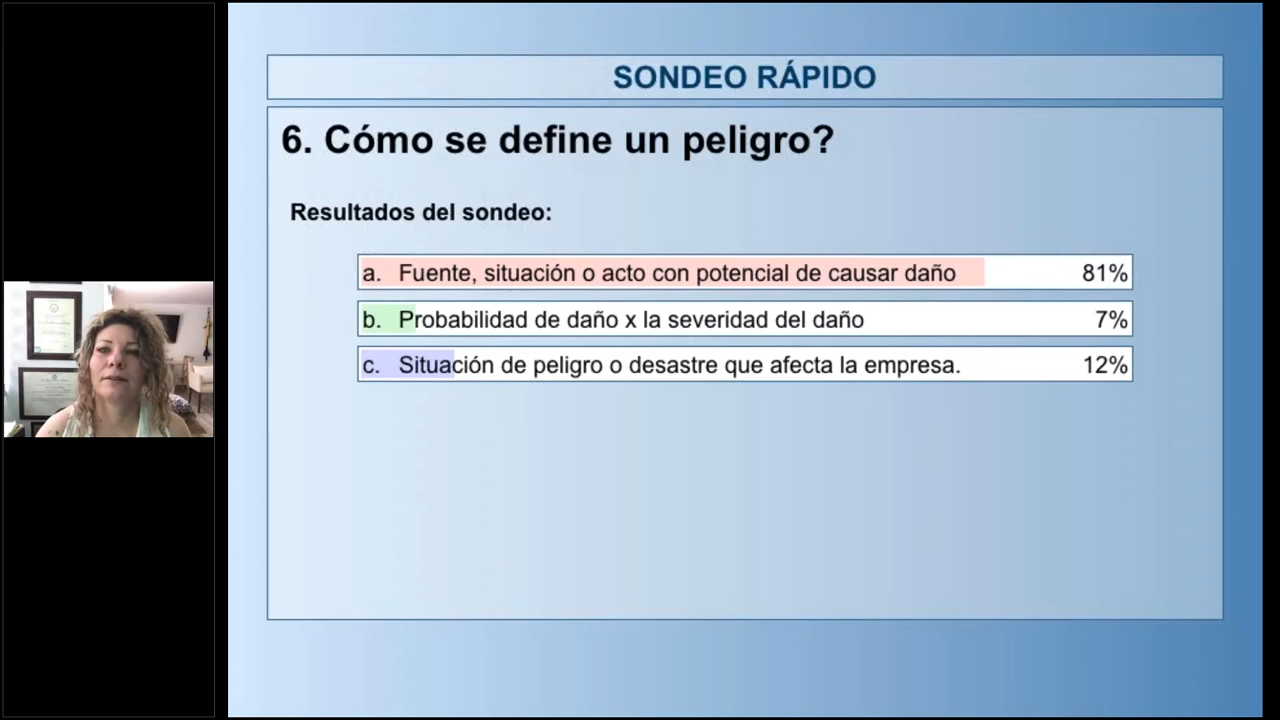 SONDEO RÁPIDO
6. Cómo se define un peligro?
Resultados del sondeo:
a. Fuente, situación o acto con potencial de causar daño 81%
b. Probabilidad de daño x la severidad del daño 7%
c. Situación de peligro o desastre que afecta la empresa. 12%